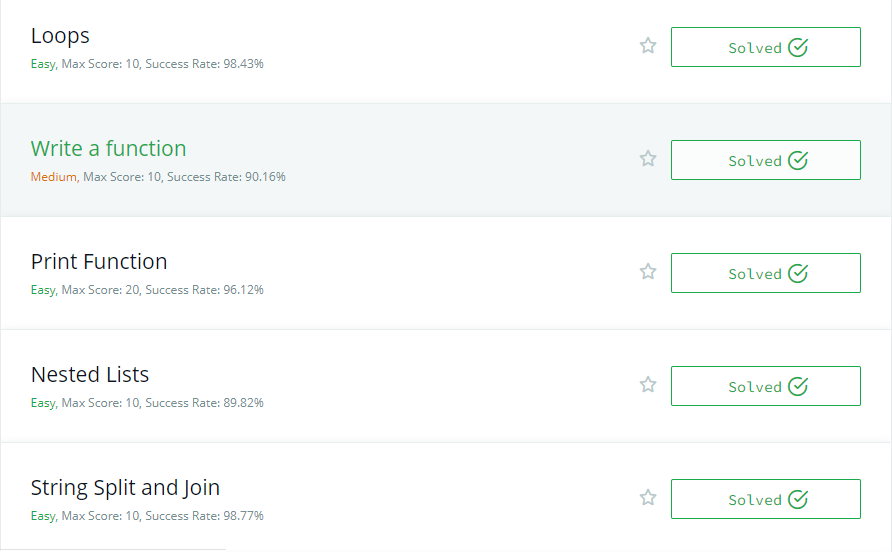 Loops
Easy, Max Score: 10, Success Rate: 98.43%
Solved
Write a function
Medium, Max Score: 10, Success Rate: 90.16%
Solved
Print Function
Easy, Max Score: 20, Success Rate: 96.12%
Solved
Nested Lists
Easy, Max Score: 10, Success Rate: 89.82%
Solved
String Split and Join
Easy, Max Score: 10, Success Rate: 98.77%
Solved